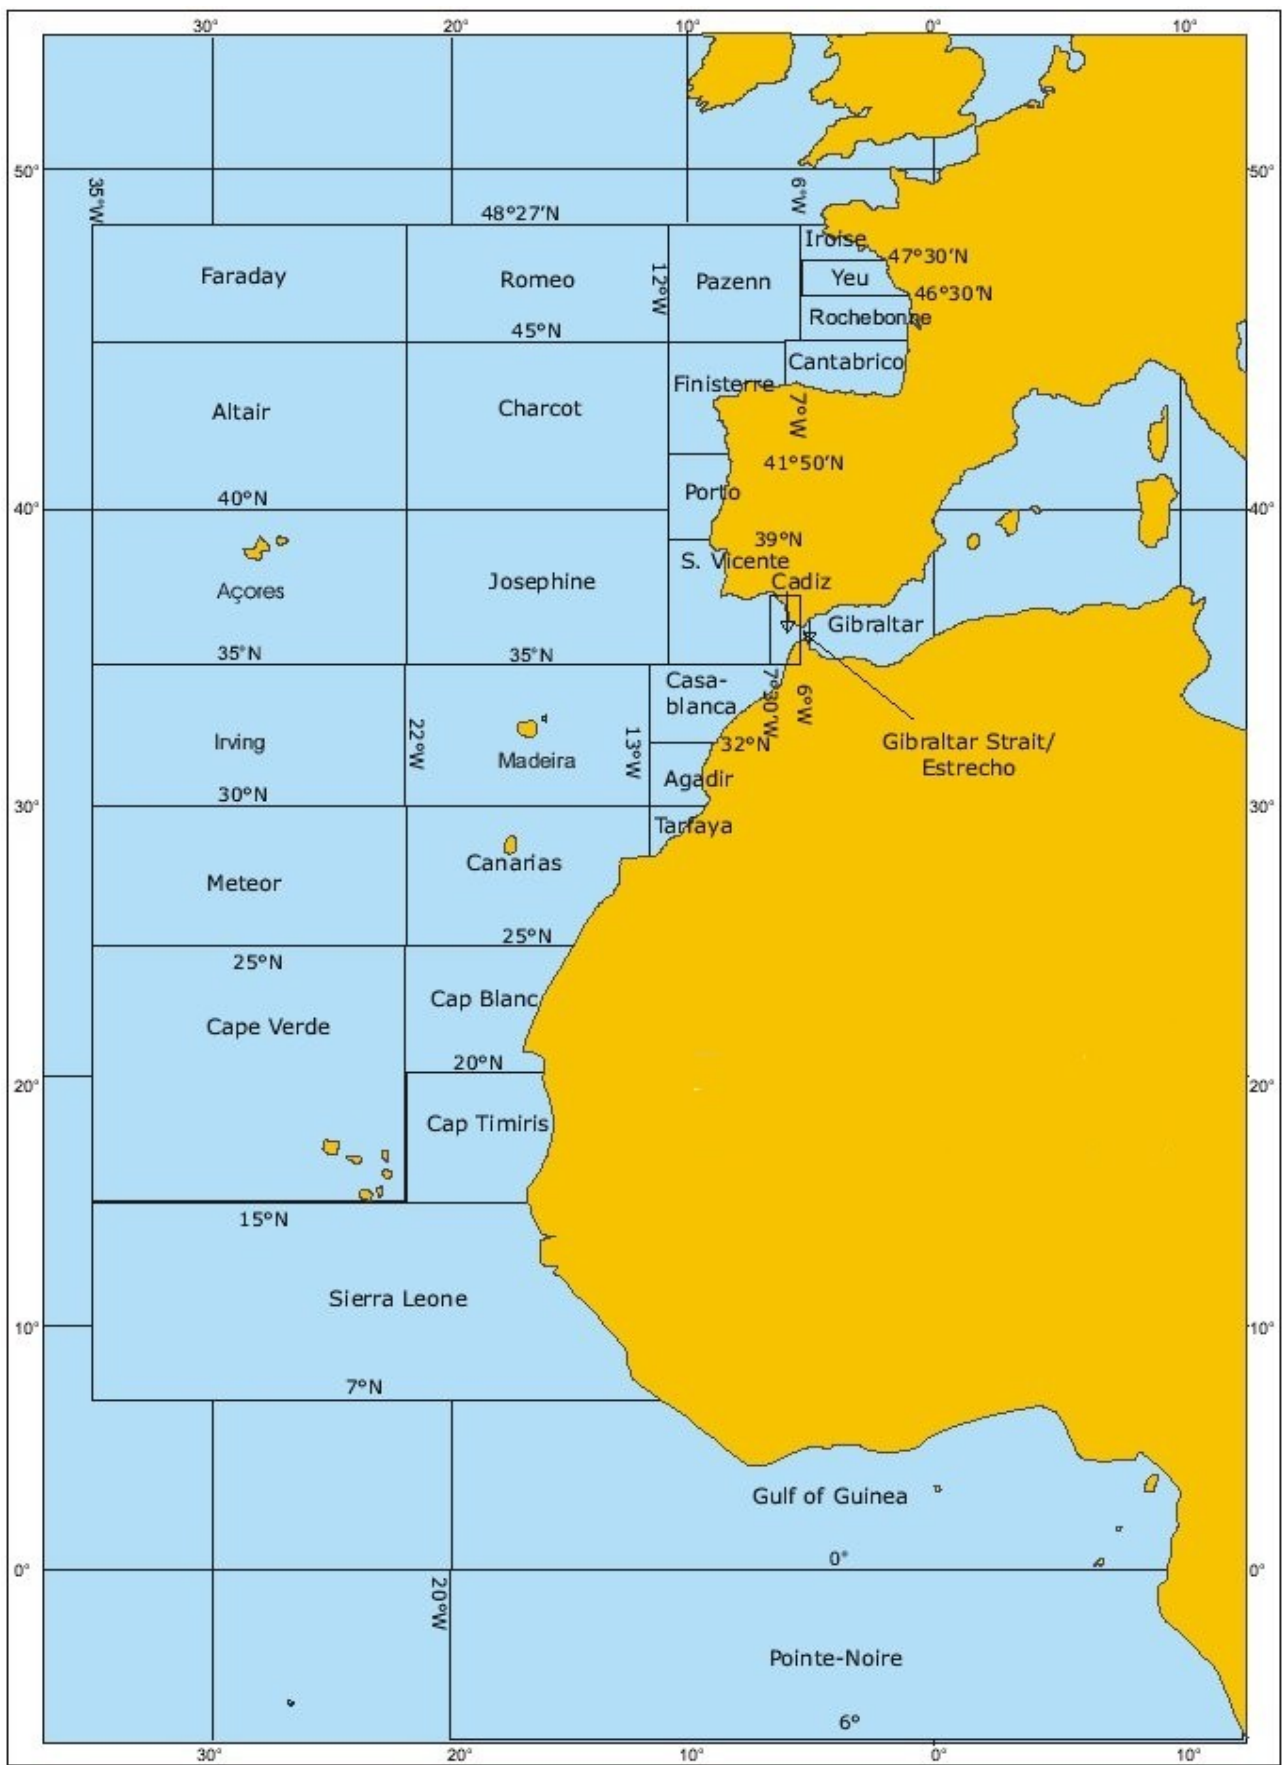 30°
20°
10°
0°
10°
50°
50°
35°W
6°W
48°27'N
Iroise
47°30'N
Faraday
Romeo
12°W
Pazenn
Yeu
46°30'N
Rochebonne
45°N
Cantabrico
Finisterre
Altair
Charcot
7°W
41°50'N
Porto
40°N
40°
40°
39°N
S. Vicente
Cadiz
Açores
Josephine
Gibraltar
35°N
35°N
Casa-
blanca
7°30'W
6°W
Irving
22°W
Madeira
13°W
32°N
Gibraltar Strait/
Estrecho
Agadir
30°N
30°
30°
Tarfaya
Meteor
Canarias
25°N
25°N
Cap Blanc
Cape Verde
20°N
20°
20°
Cap Timiris
15°N
Sierra Leone
10°
10°
7°N
Gulf of Guinea
0°
0°
0°
20°W
Pointe-Noire
6°
30°
20°
10°
0°
10°